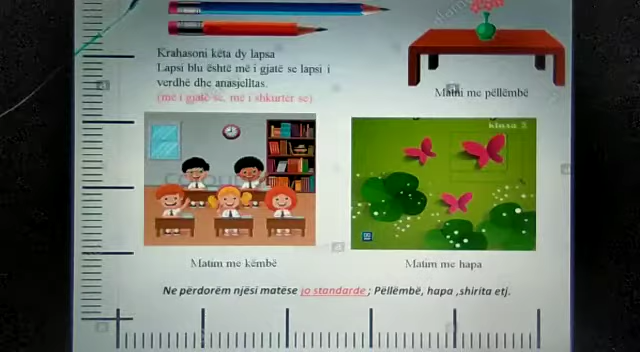 Krahasoni këta dy lapsa
Lapsi blu është më i gjatë se lapsi i
verdhë dhe anasjelltas.
(më i gjatë se, më i shkurtër se)
Matni me pëllëmbë
klasa 2
Matim me këmbë
Matim me hapa
Ne përdorëm njësi matëse jo standarde ; Pëllëmbë, hapa ,shirita etj.